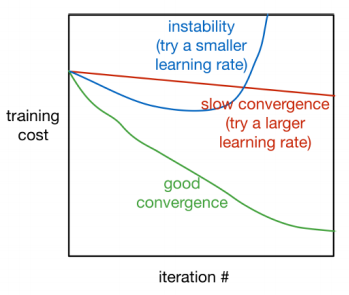 instability
(try a smaller
learning rate)
slow convergence
(try a larger
learning rate)
training
cost
good
convergence
iteration #